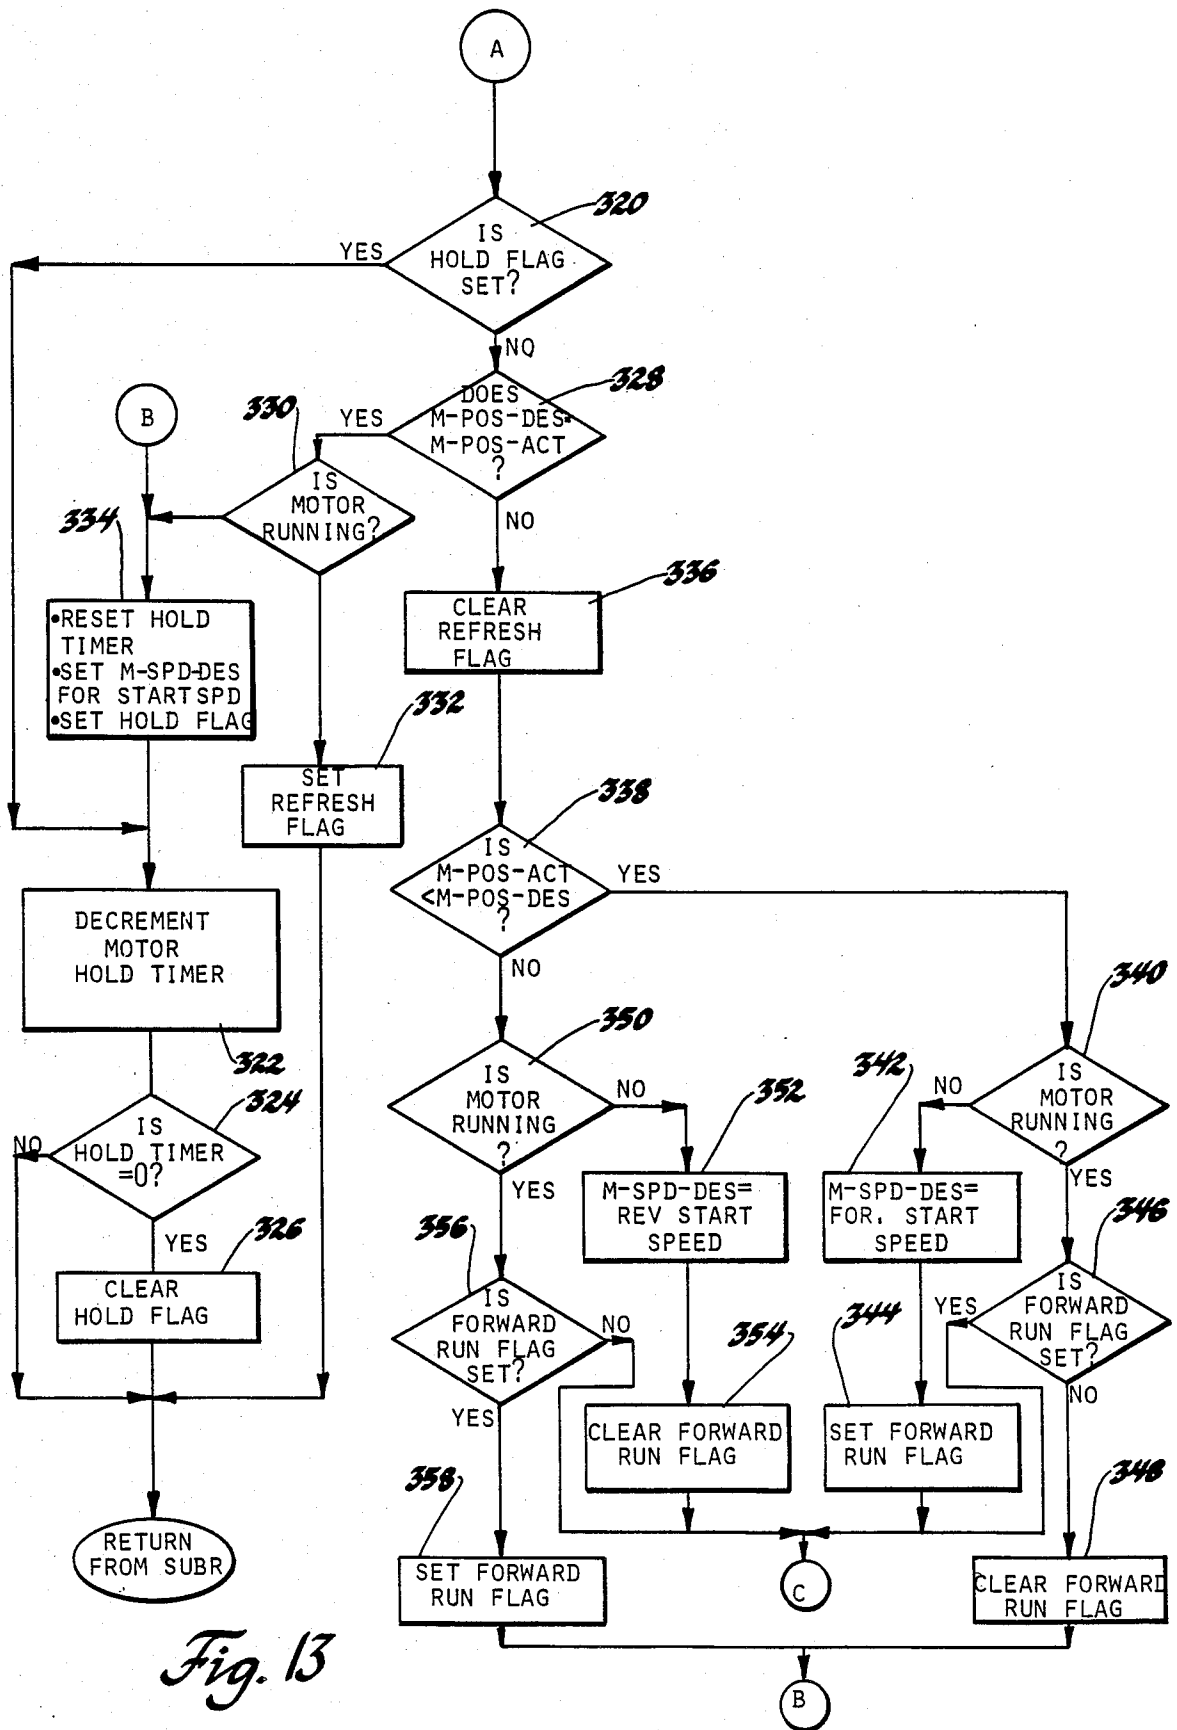 A
320
IS
HOLD FLAG
SET?
YES
NO
328
DOES
M-POS-DES=
M-POS-ACT
?
YES
NO
B
330
IS
MOTOR
RUNNING?
334
•RESET HOLD
TIMER
•SET M-SPD-DES
FOR START SPD
•SET HOLD FLAG
336
CLEAR
REFRESH
FLAG
332
SET
REFRESH
FLAG
338
IS
M-POS-ACT
<M-POS-DES
?
YES
NO
DECREMENT
MOTOR
HOLD TIMER
322
324
IS
HOLD TIMER
=0?
NO
YES
326
CLEAR
HOLD FLAG
RETURN
FROM SUBR
350
IS
MOTOR
RUNNING
?
NO
YES
352
M-SPD-DES=
REV START
SPEED
342
M-SPD-DES=
FOR. START
SPEED
340
IS
MOTOR
RUNNING
?
NO
YES
356
IS
FORWARD
RUN FLAG
SET?
NO
YES
354
CLEAR FORWARD
RUN FLAG
344
SET FORWARD
RUN FLAG
346
IS
FORWARD
RUN FLAG
SET?
YES
NO
358
SET FORWARD
RUN FLAG
C
348
CLEAR FORWARD
RUN FLAG
B
Fig. 13